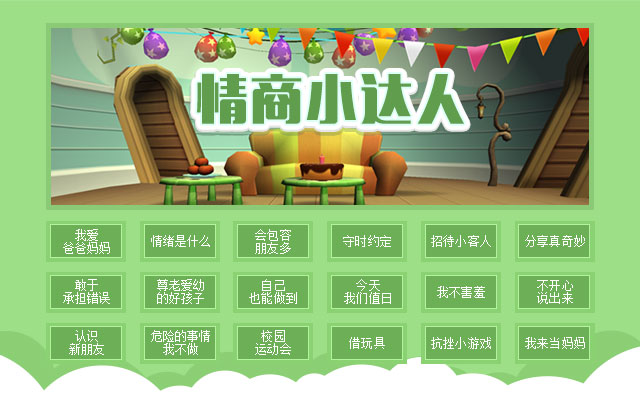 情商小达人
我爱
爸爸妈妈
情绪是什么
会包容
朋友多
守时约定
招待小客人
分享真奇妙
敢于
承担错误
尊老爱幼
的好孩子
自己
也能做到
今天
我们值日
我不害羞
不开心
说出来
认识
新朋友
危险的事情
我不做
校园
运动会
借玩具
抗挫小游戏
我来当妈妈